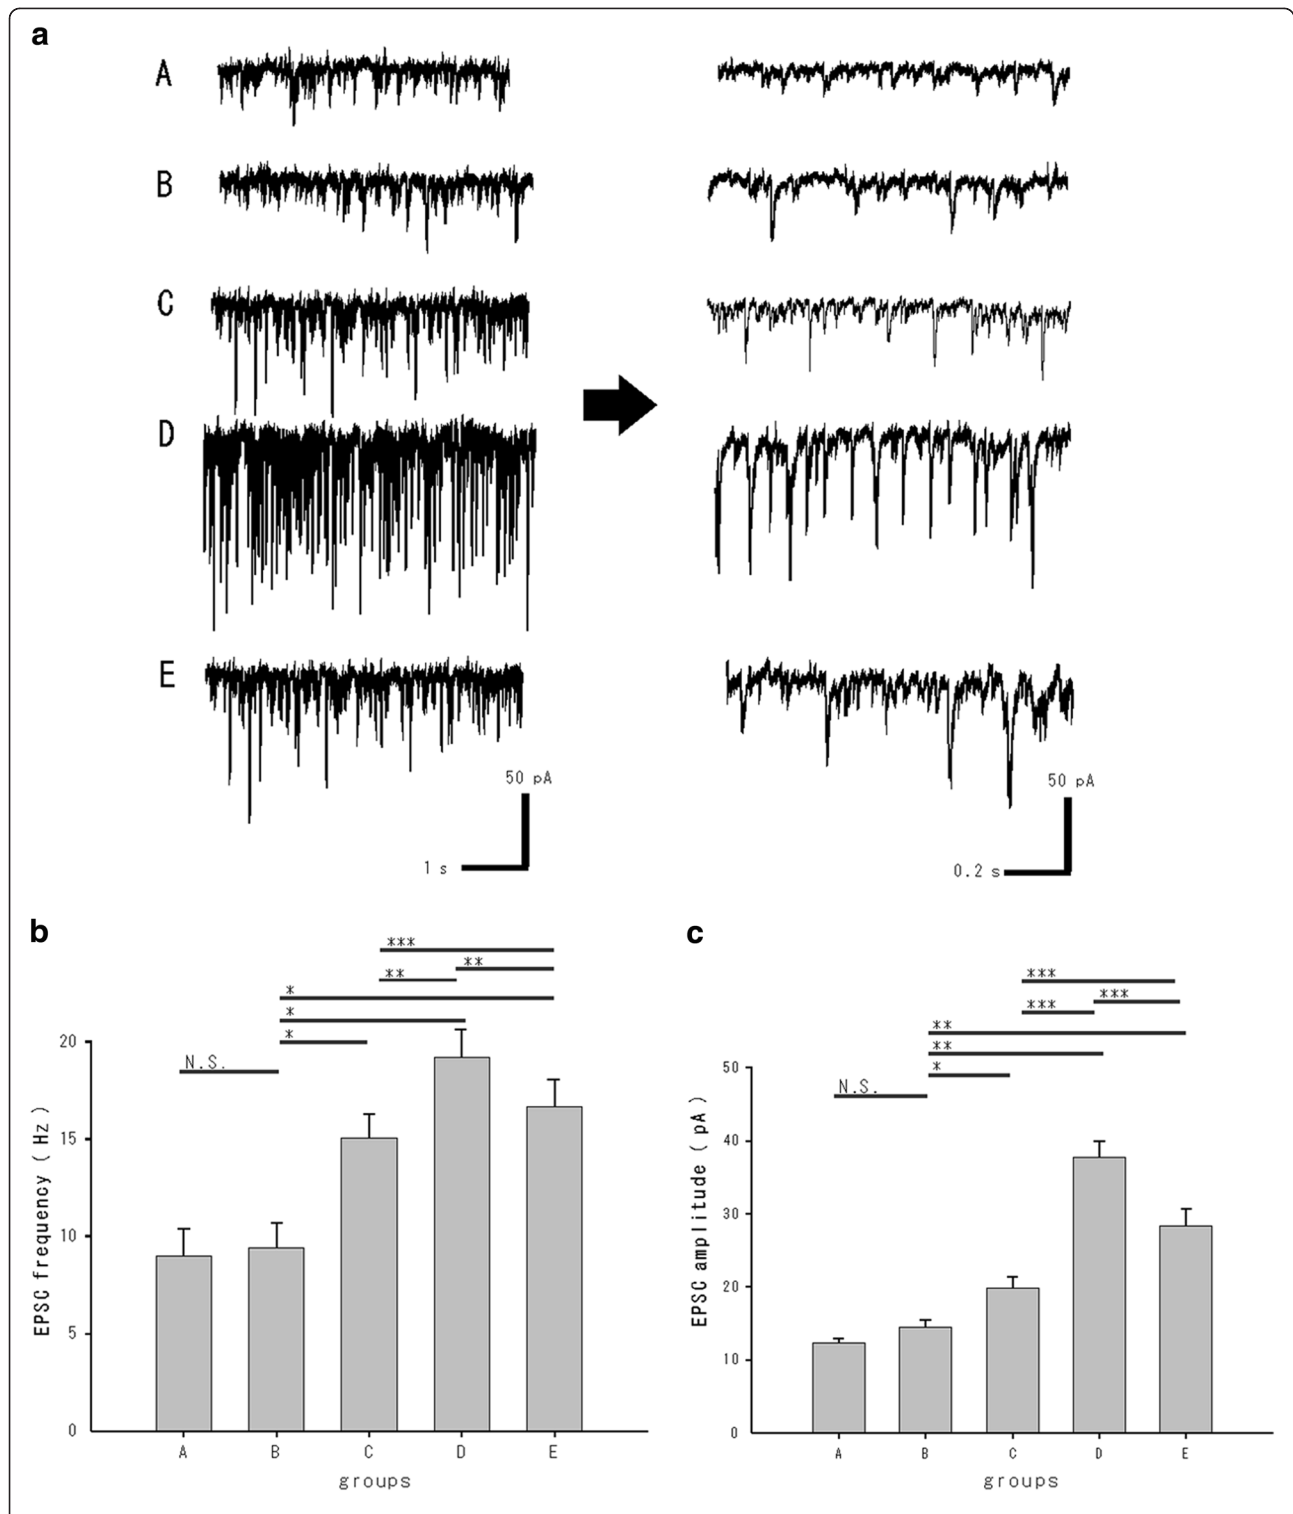 a
A
B
C
D
E
50 pA
1 s
50 pA
0.2 s
b
***
**
**
*
*
*
N.S.
20
15
10
5
0
EPSC frequency ( Hz )
A B C D E
groups
c
***
***
***
**
**
*
N.S.
50
40
30
20
10
0
EPSC amplitude ( pA )
A B C D E
groups